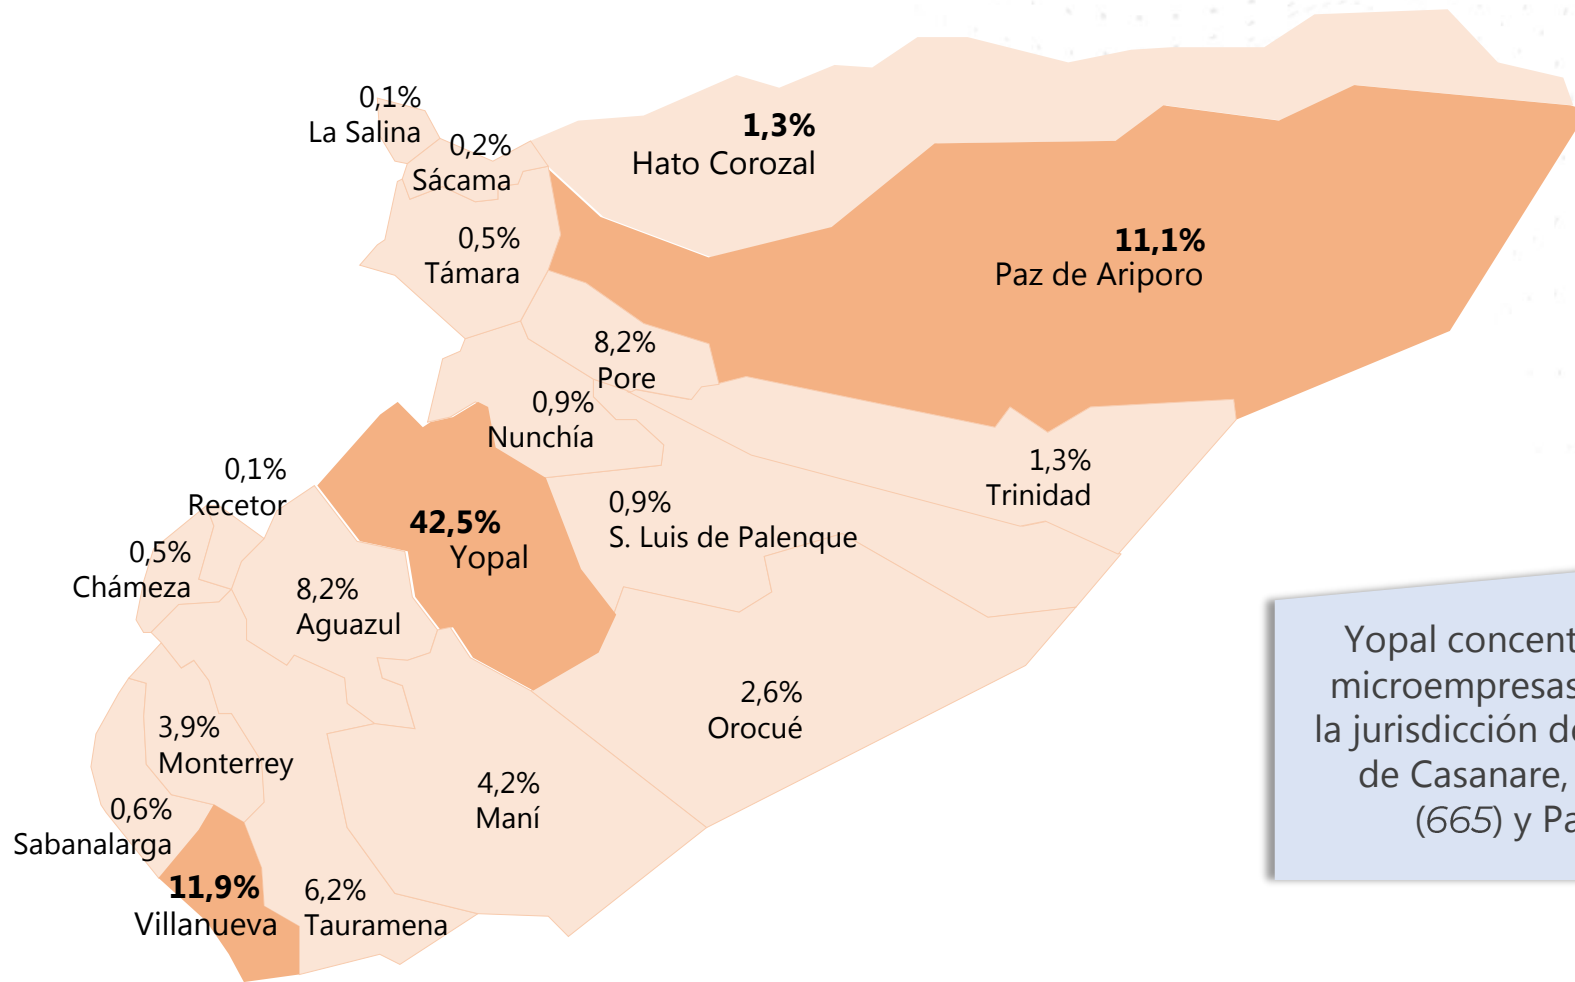 0,1%
La Salina
0,2%
Sácama
1,3%
Hato Corozal
0,5%
Támara
11,1%
Paz de Ariporo
8,2%
Pore
0,9%
Nunchía
1,3%
Trinidad
0,1%
Recetor
42,5%
Yopal
0,9%
S. Luis de Palenque
0,5%
Chámeza
8,2%
Aguazul
2,6%
Orocué
3,9%
Monterrey
4,2%
Maní
0,6%
Sabanalarga
11,9%
Villanueva
6,2%
Tauramena
Yopal
microempresas
la jurisdicción
de Casanare,
(665) y